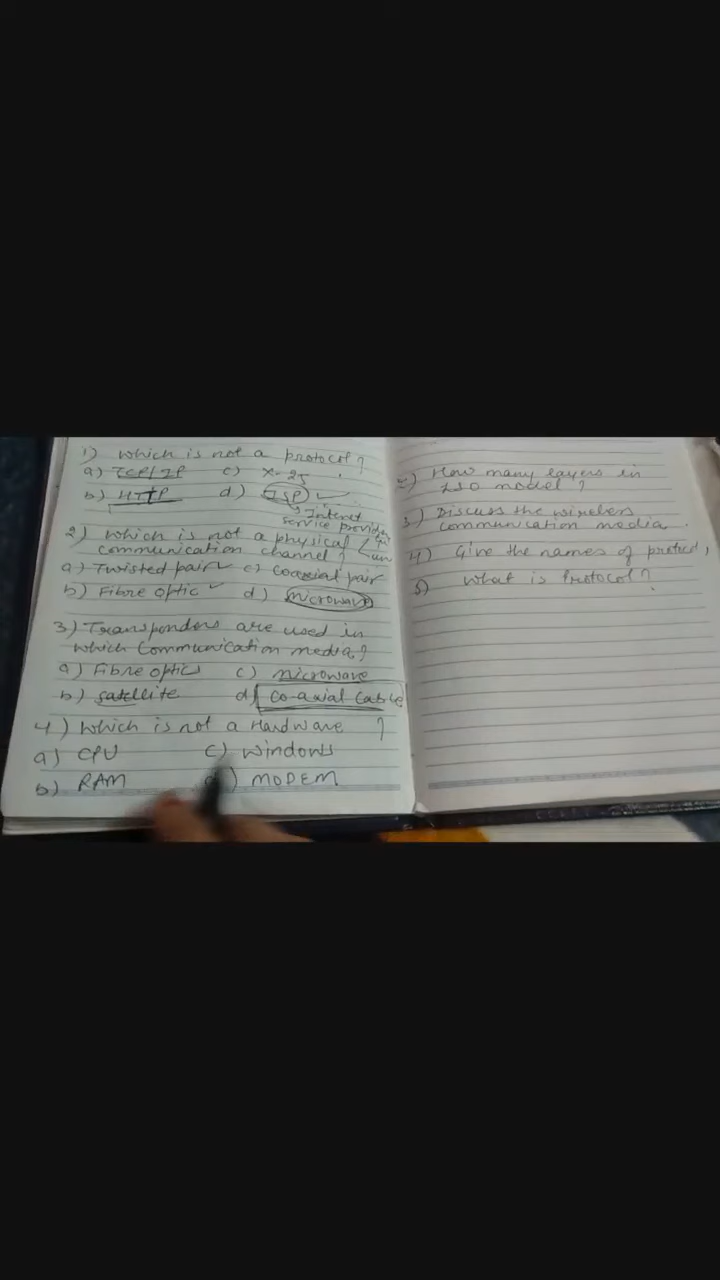 1) Which is not a protocol?
a) TCP/IP c) X-25
b) HTTP d) ISP
Internet
service provider
2) Which is not a physical
communication channel?
a) Twisted pair c) Coaxial pair
b) Fibre optic d) Microwave
3) Transponders are used in
which Communication media?
a) Fibre optics c) microwave
b) satellite d) co-axial Cable
4) Which is not a Hardware ?
a) CPU c) Windows
b) RAM d) MODEM
How many layers in
ISO model ?
3) Discuss the wireless
communication media.
4) Give the names of
5) What is Protocol?